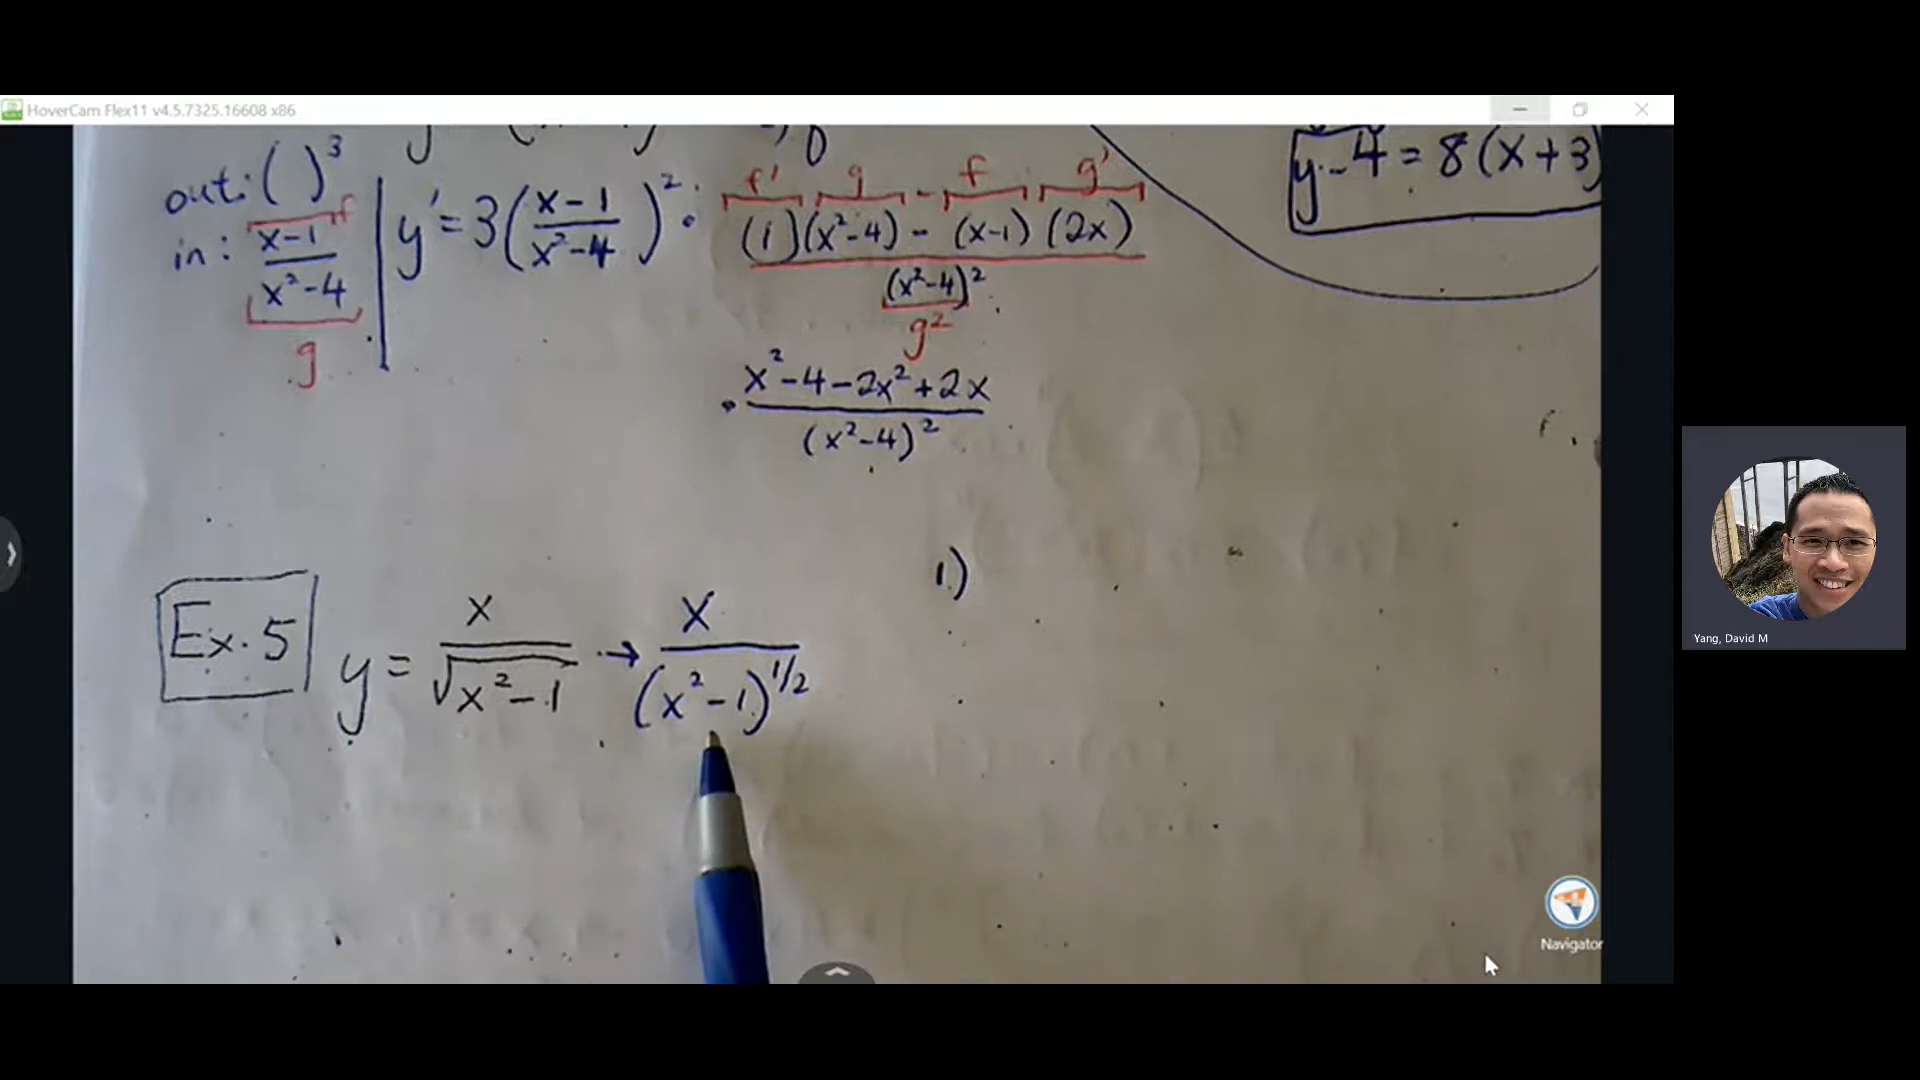 HoverCam Flex11 v4.5.7325.16608 x86
out: ( )³
in: x-1 / x²-4
f
g
y' = 3(x-1 / x²-4)² · (1)(x²-4) - (x-1)(2x) / (x²-4)²
f' g - f g'
g²
· x²-4-2x²+2x / (x²-4)²
y-4 = 8(x+3)
Ex. 5 y = x / √x²-1 → x / (x²-1)^1/2
1)
Yang, David M
Navigator